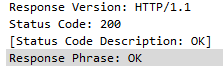 Response Version: HTTP/1.1
Status Code: 200
[Status Code Description: OK]
Response Phrase: OK